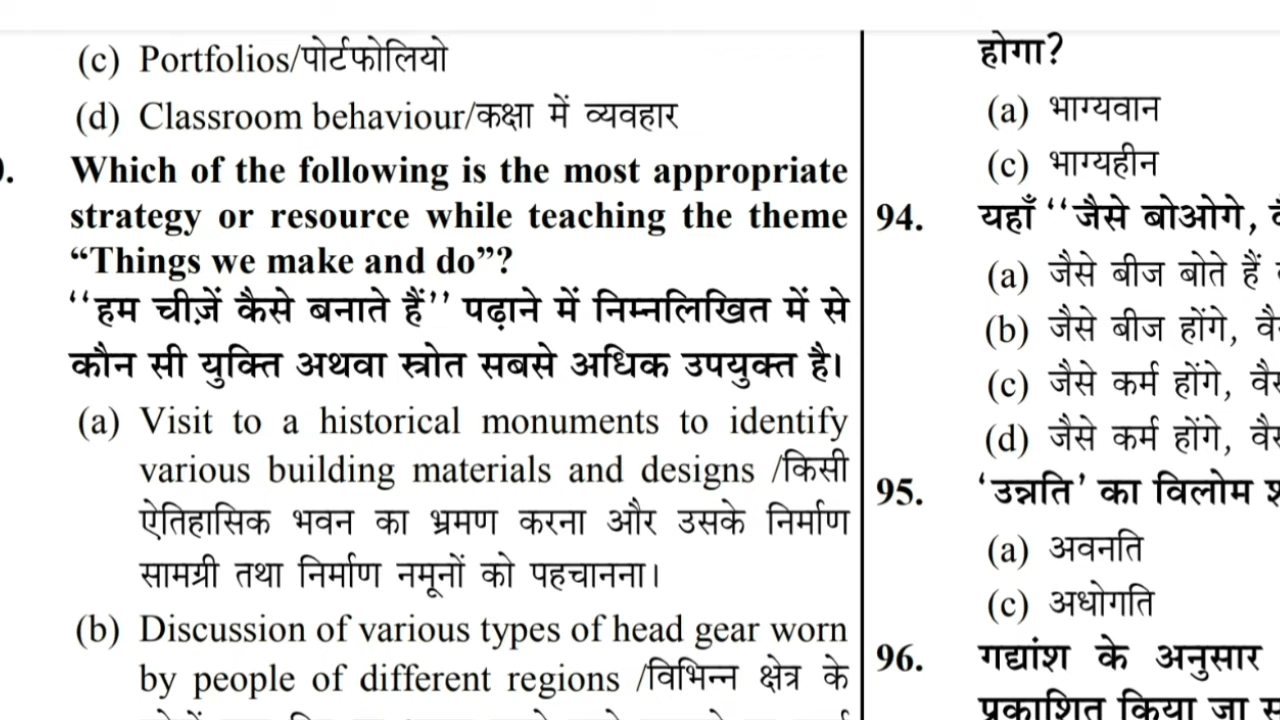 (c) Portfolios/पोर्टफोलियो
(d) Classroom behaviour/कक्षा में व्यवहार
Which of the following is the most appropriate
strategy or resource while teaching the theme
“Things we make and do”?
‘‘हम चीज़ें कैसे बनाते हैं’’ पढ़ाने में निम्नलिखित में से
कौन सी युक्ति अथवा स्त्रोत सबसे अधिक उपयुक्त है।
(a) Visit to a historical monuments to identify
various building materials and designs /किसी
ऐतिहासिक भवन का भ्रमण करना और उसके निर्माण
सामग्री तथा निर्माण नमूनों को पहचानना।
(b) Discussion of various types of head gear worn
by people of different regions /विभिन्न क्षेत्र के
होगा?
(a) भाग्यवान
(c) भाग्यहीन
94. यहाँ ‘‘जैसे बोओगे,
(a) जैसे बीज बोते हैं
(b) जैसे बीज होंगे,
(c) जैसे कर्म होंगे,
(d) जैसे कर्म होंगे,
95. ‘उन्नति’ का विलोम
(a) अवनति
(c) अधोगति
96. गद्यांश के अनुसार
प्रकाशित किया जा